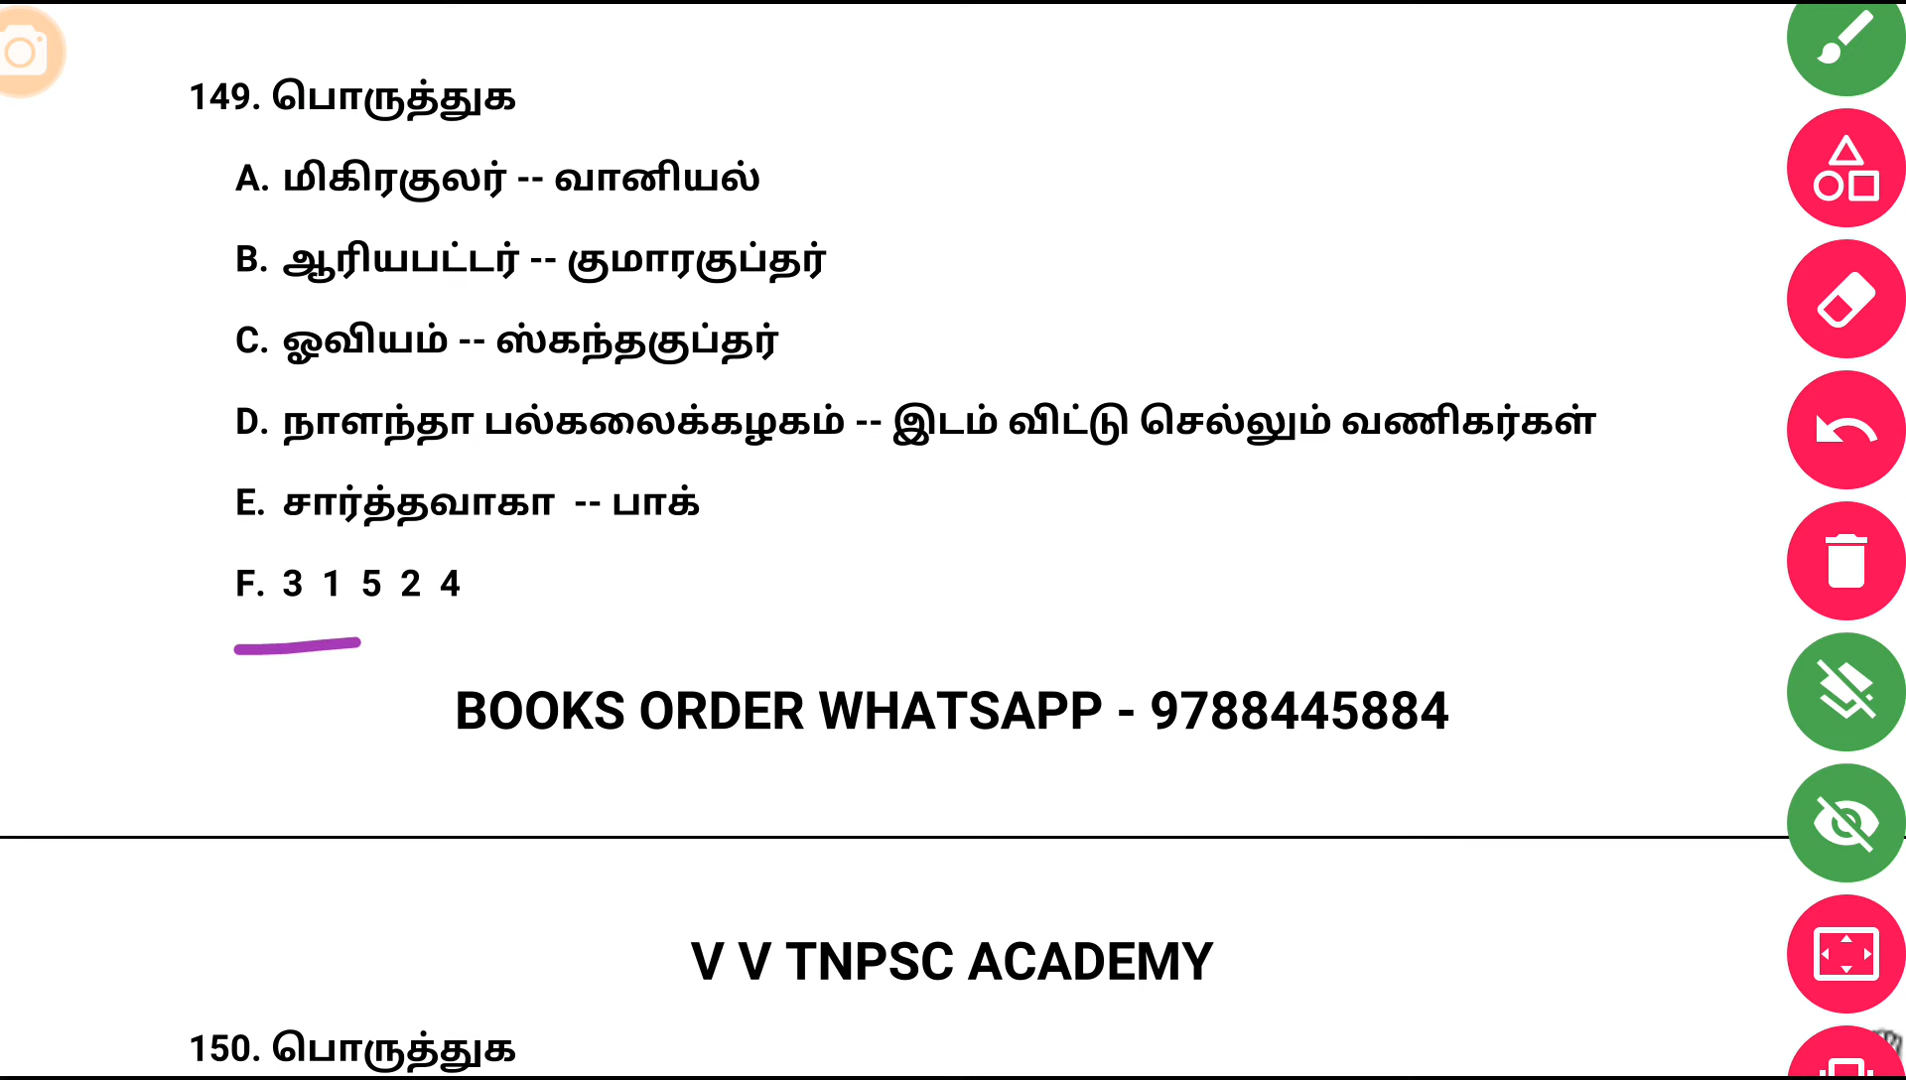 149. பொருத்துக
A. மிகிரகுலர் -- வானியல்
B. ஆரியபட்டர் -- குமாரகுப்தர்
C. ஓவியம் -- ஸ்கந்தகுப்தர்
D. நாளந்தா பல்கலைக்கழகம் -- இடம் விட்டு செல்லும் வணிகர்கள்
E. சார்த்தவாகா -- பாக்
F. 3 1 5 2 4
BOOKS ORDER WHATSAPP - 9788445884
V V TNPSC ACADEMY
150. பொருத்துக